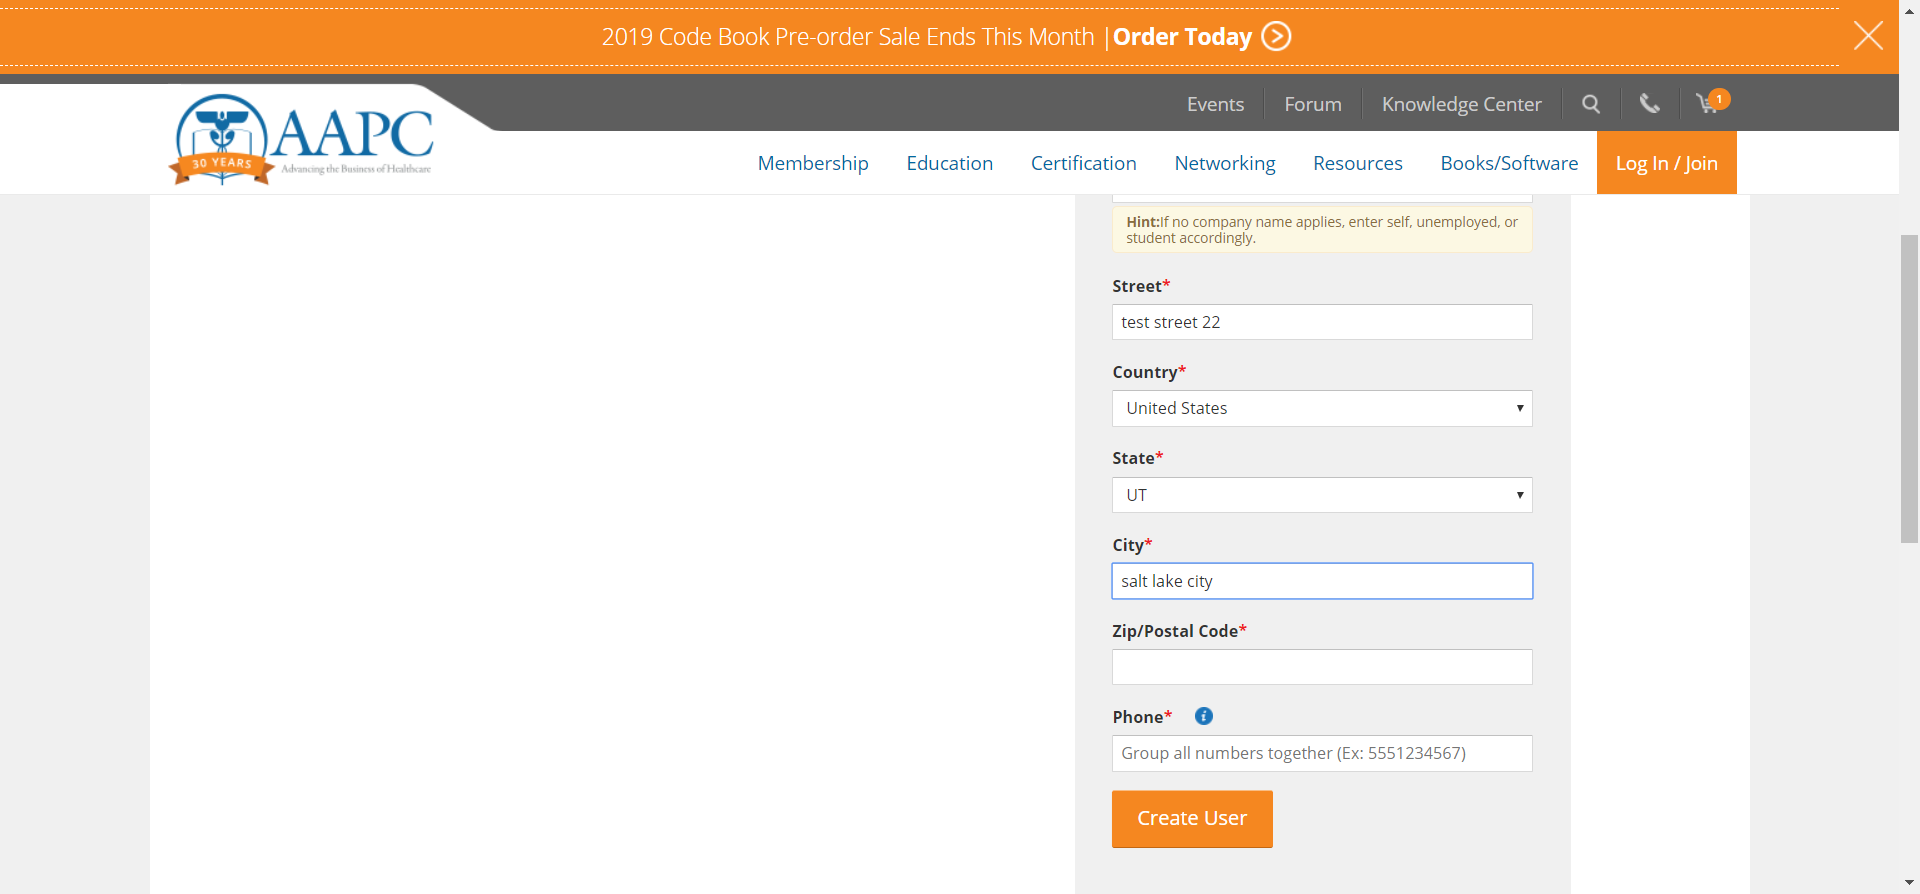 2019 Code Book Pre-order Sale Ends This Month |Order Today
Events
Forum
Knowledge Center
1
30 YEARS
AAPC
Advancing the Business of Healthcare
Membership
Education
Certification
Networking
Resources
Books/Software
Log In / Join
Hint:If no company name applies, enter self, unemployed, or
student accordingly.
Street*
test street 22
Country*
United States
State*
UT
City*
salt lake city
Zip/Postal Code*
Phone*
Group all numbers together (Ex: 5551234567)
Create User